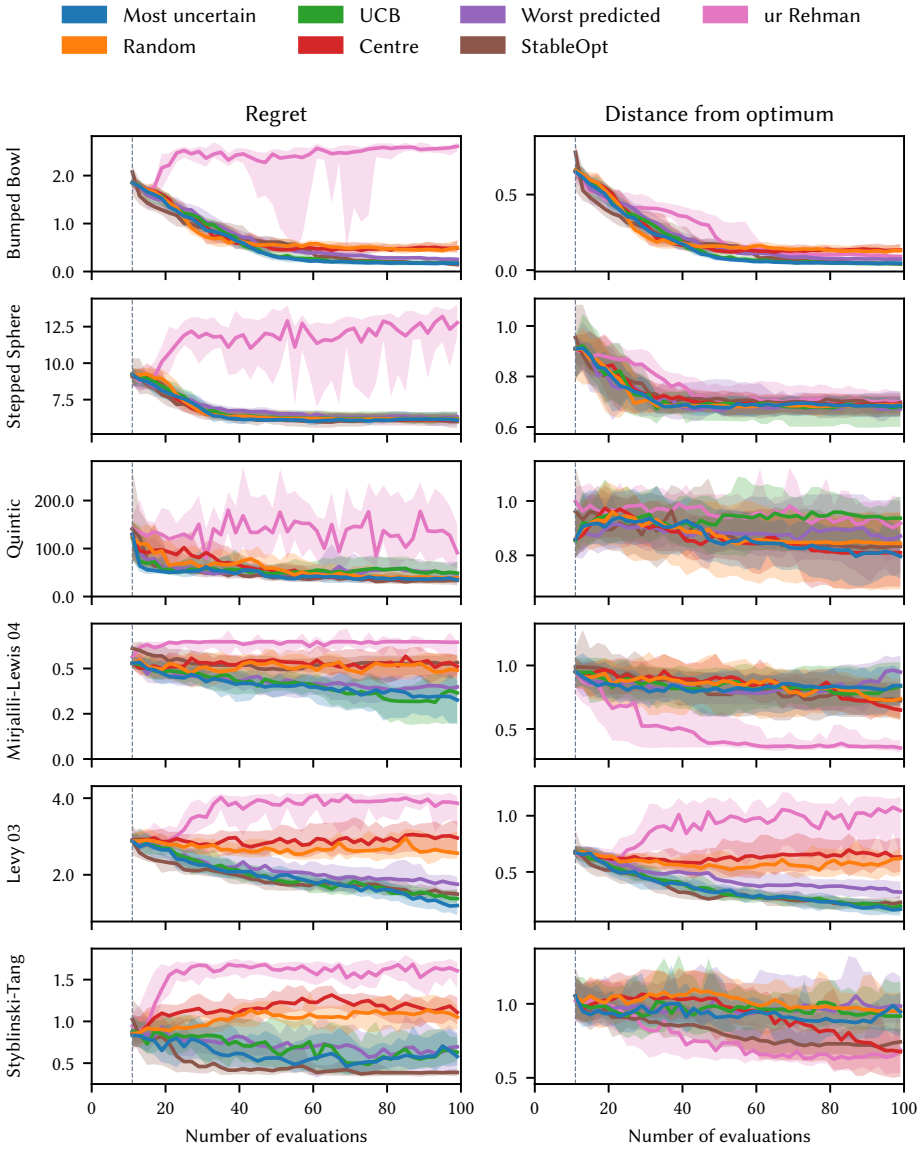 Most uncertain UCB Worst predicted ur Rehman
Random Centre StableOpt
Regret Distance from optimum
Bumped Bowl
2.0
1.0
0.0
0.5
0.0
Stepped Sphere
12.5
10.0
7.5
1.0
0.8
0.6
Quintic
200.0
100.0
0.0
1.0
0.8
Mirjalili-Lewis 04
0.5
0.2
0.0
1.0
0.5
Levy 03
4.0
2.0
1.0
0.5
Styblinski-Tang
1.5
1.0
0.5
1.0
0.5
0 20 40 60 80 100 0 20 40 60 80 100
Number of evaluations Number of evaluations